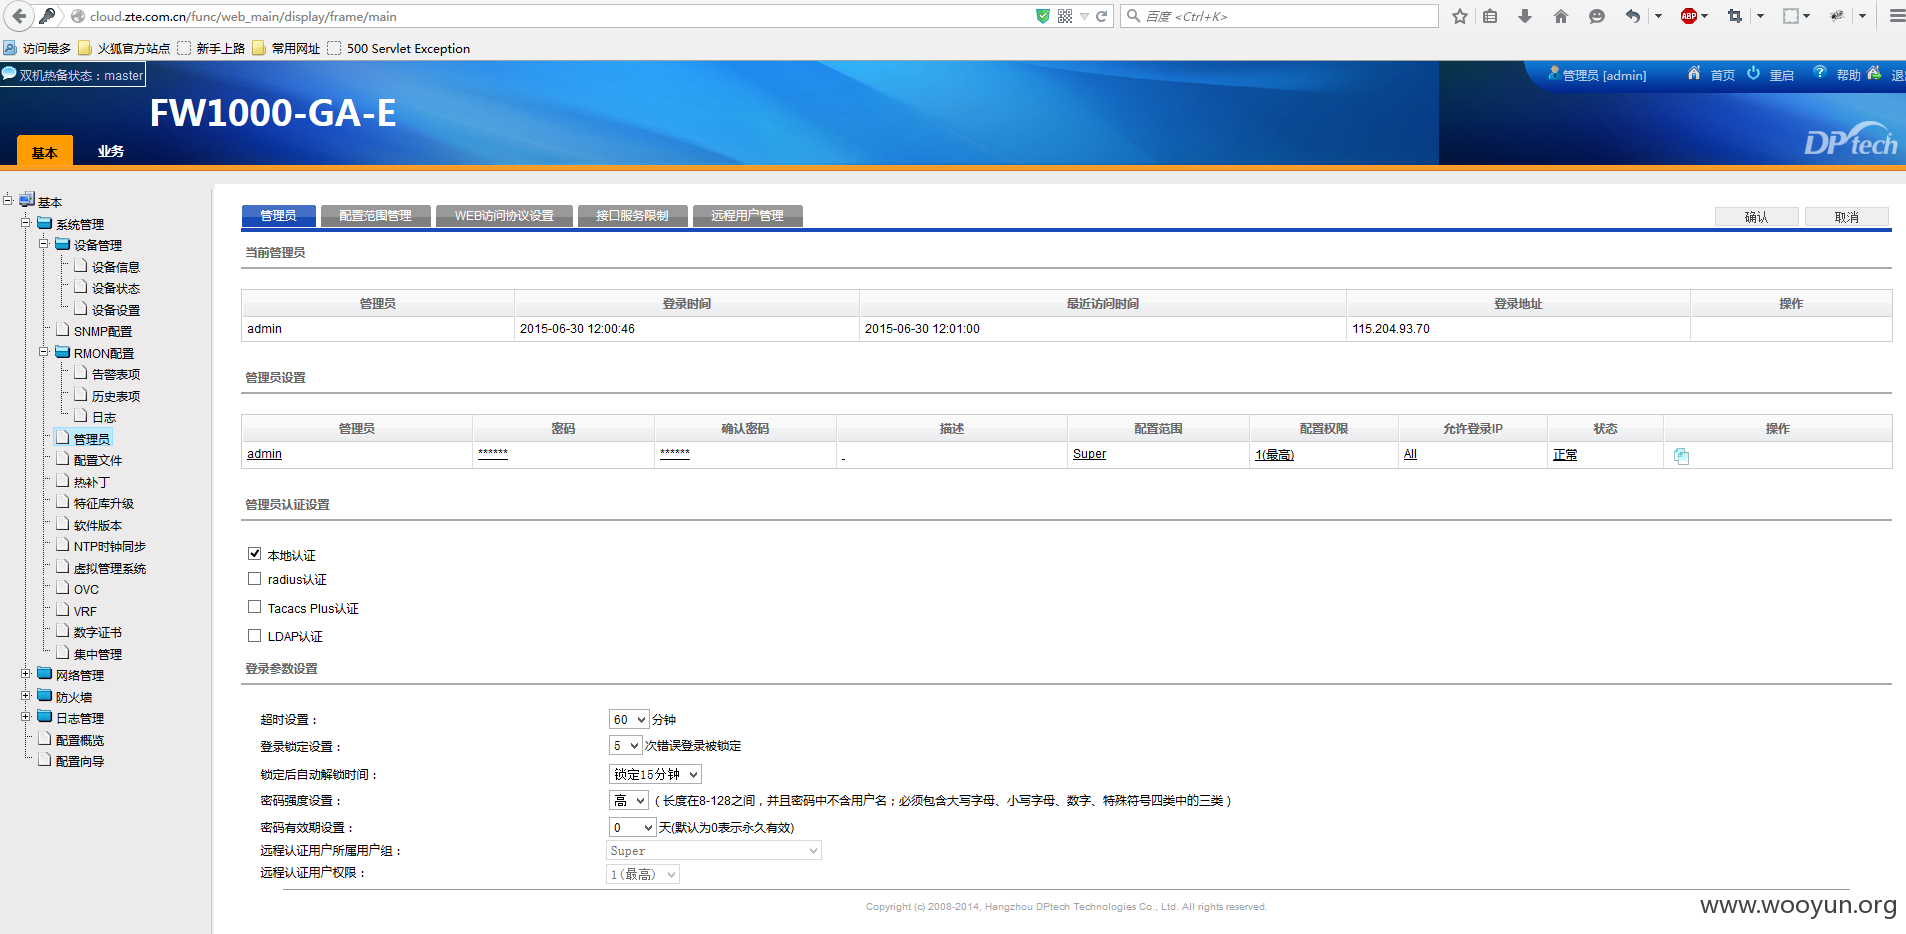 cloud.zte.com.cn/func/web_main/display/frame/main
百度 <Ctrl+K>
ABP
访问最多 火狐官方站点 新手上路 常用网址 500 Servlet Exception
双机热备状态：master
管理员 [admin] 首页 重启 帮助
FW1000-GA-E
DPtech
基本 业务
基本
系统管理
设备管理
设备信息
设备状态
设备设置
SNMP配置
RMON配置
告警表项
历史表项
日志
管理员
配置文件
热补丁
特征库升级
软件版本
NTP时钟同步
虚拟管理系统
OVC
VRF
数字证书
集中管理
网络管理
防火墙
日志管理
配置概览
配置向导
管理员 配置范围管理 WEB访问协议设置 接口服务限制 远程用户管理 确认 取消
当前管理员
管理员 登录时间 最近访问时间 登录地址 操作
admin 2015-06-30 12:00:46 2015-06-30 12:01:00 115.204.93.70
管理员设置
管理员 密码 确认密码 描述 配置范围 配置权限 允许登录IP 状态 操作
admin ****** ****** Super 1(最高) All 正常
管理员认证设置
本地认证
radius认证
Tacacs Plus认证
LDAP认证
登录参数设置
超时设置： 60 分钟
登录锁定设置： 5 次错误登录被锁定
锁定后自动解锁时间： 锁定15分钟
密码强度设置： 高 （长度在8-128之间，并且密码中不含用户名；必须包含大写字母、小写字母、数字、特殊符号四类中的三类）
密码有效期设置： 0 天(默认为0表示永久有效)
远程认证用户所属用户组： Super
远程认证用户权限： 1(最高)
Copyright (c) 2008-2014, Hangzhou DPtech Technologies Co., Ltd. All rights reserved.
www.wooyun.org